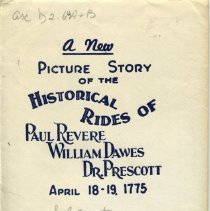 A New
PICTURE STORY
OF THE
HISTORICAL
RIDES OF
PAUL REVERE
WILLIAM DAWES
DR. PRESCOTT
APRIL 18-19, 1775